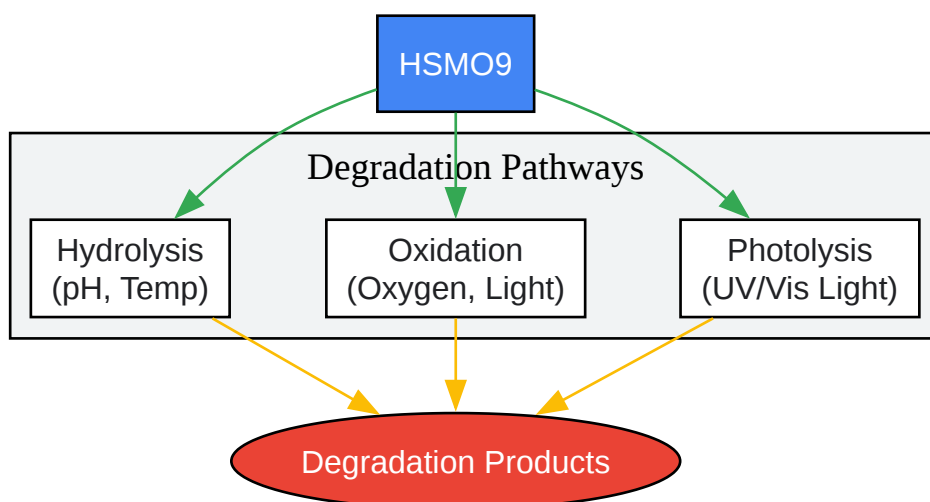 HSMO9
Degradation Pathways
Hydrolysis
(pH, Temp)
Oxidation
(Oxygen, Light)
Photolysis
(UV/Vis Light)
Degradation Products